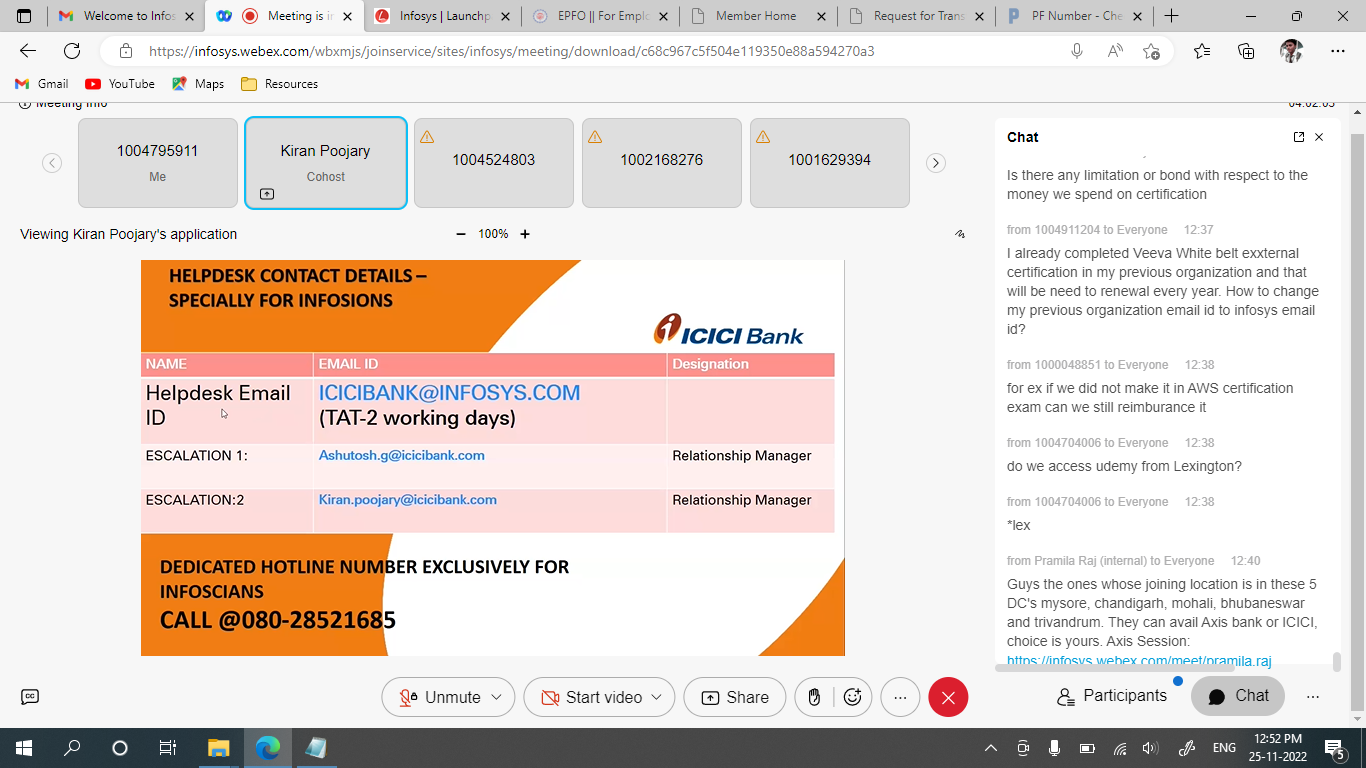 Welcome to Infos
Meeting is in
Infosys | Launchp
EPFO || For Empl
Member Home
Request for Trans
PF Number - Che
https://infosys.webex.com/wbxmjs/joinservice/sites/infosys/meeting/download/c68c967c5f504e119350e88a594270a3
Gmail
YouTube
Maps
Resources
Meeting info
04:02:03
1004795911
Me
Kiran Poojary
Cohost
1004524803
1002168276
1001629394
Viewing Kiran Poojary's application
100%
HELPDESK CONTACT DETAILS –
SPECIALLY FOR INFOSIONS
ICICI Bank
NAME EMAIL ID Designation
Helpdesk Email ICICIBANK@INFOSYS.COM
ID (TAT-2 working days)
ESCALATION 1: Ashutosh.g@icicibank.com Relationship Manager
ESCALATION:2 Kiran.poojary@icicibank.com Relationship Manager
DEDICATED HOTLINE NUMBER EXCLUSIVELY FOR
INFOSCIANS
CALL @080-28521685
Chat
Is there any limitation or bond with respect to the
money we spend on certification
from 1004911204 to Everyone 12:37
I already completed Veeva White belt exxternal
certification in my previous organization and that
will be need to renewal every year. How to change
my previous organization email id to infosys email
id?
from 1000048851 to Everyone 12:38
for ex if we did not make it in AWS certification
exam can we still reimburance it
from 1004704006 to Everyone 12:38
do we access udemy from Lexington?
from 1004704006 to Everyone 12:38
*lex
from Pramila Raj (internal) to Everyone 12:40
Guys the ones whose joining location is in these 5
DC's mysore, chandigarh, mohali, bhubaneswar
and trivandrum. They can avail Axis bank or ICICI,
choice is yours. Axis Session:
https://infosys.webex.com/meet/pramila.raj
Unmute
Start video
Share
Participants
Chat
ENG
12:52 PM
25-11-2022
5